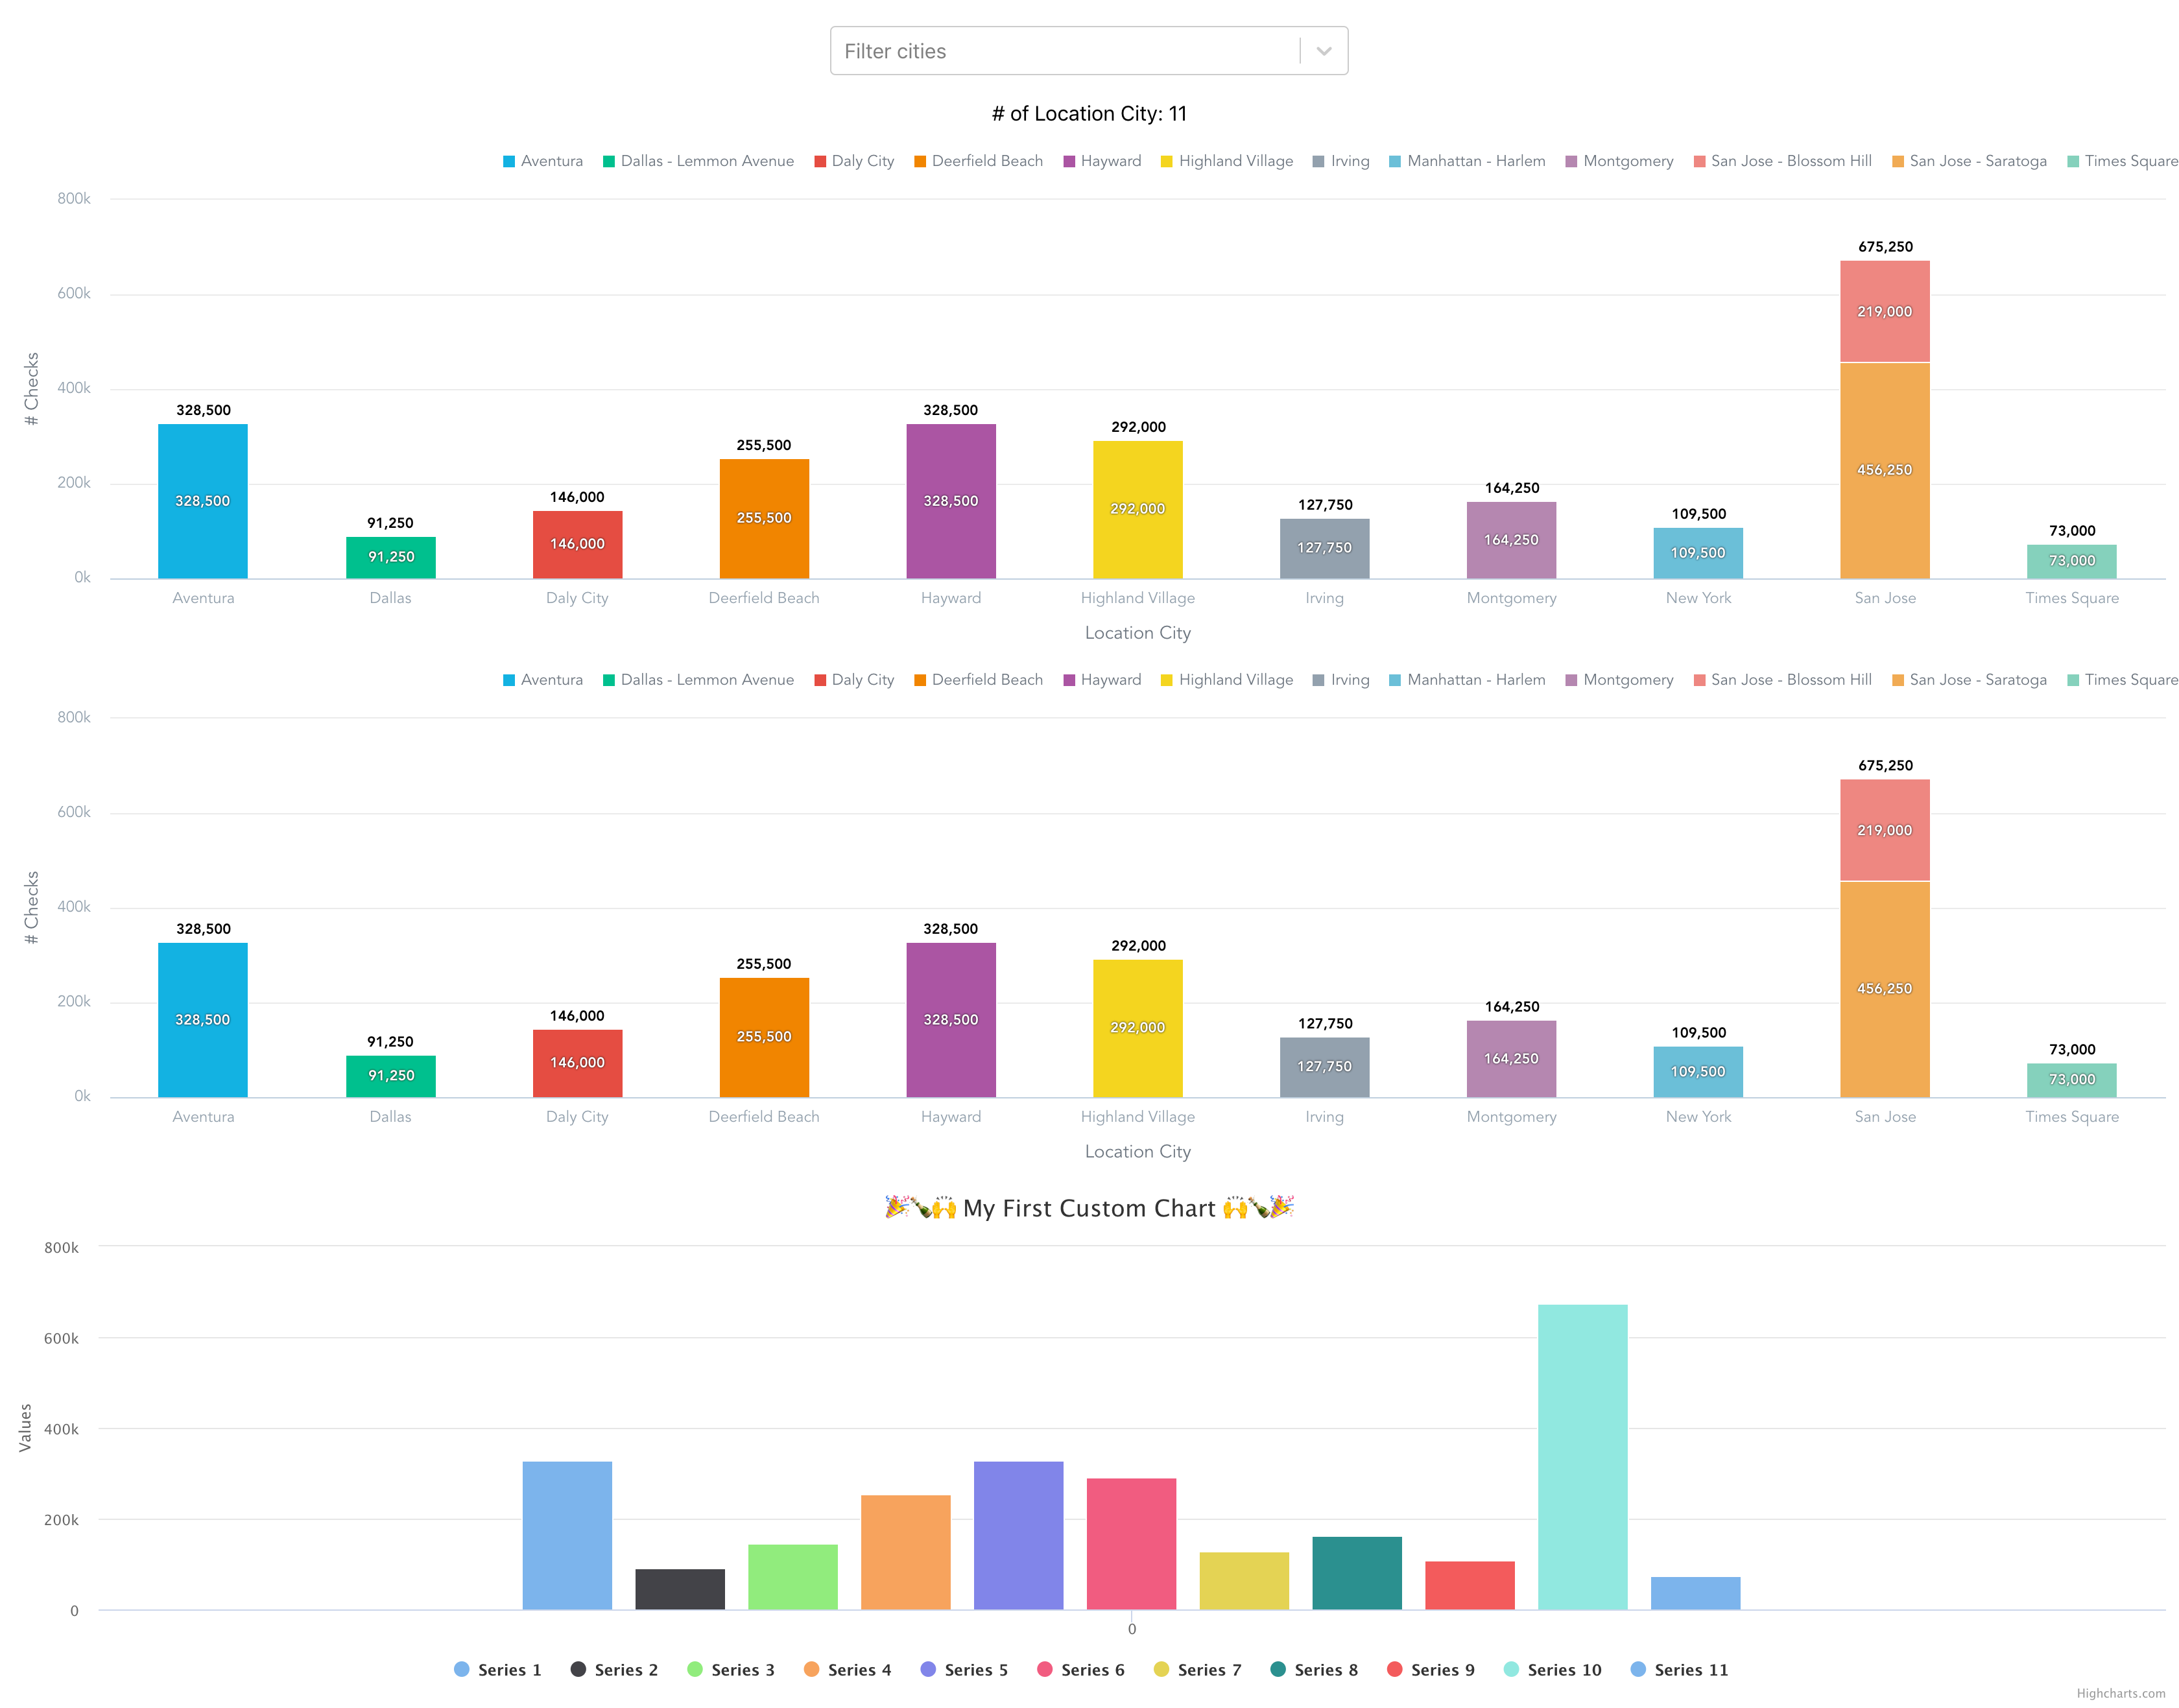 Filter cities
# of Location City: 11
Aventura Dallas - Lemmon Avenue Daly City Deerfield Beach Hayward Highland Village Irving Manhattan - Harlem Montgomery San Jose - Blossom Hill San Jose - Saratoga Times Square
800k
675,250
600k
219,000
# Checks
400k
328,500 328,500
292,000
255,500
456,250
200k
328,500 328,500 292,000
146,000 255,500 127,750 164,250
91,250 109,500 73,000
91,250 146,000 127,750 164,250 109,500 73,000
0k
Aventura Dallas Daly City Deerfield Beach Hayward Highland Village Irving Montgomery New York San Jose Times Square
Location City
Aventura Dallas - Lemmon Avenue Daly City Deerfield Beach Hayward Highland Village Irving Manhattan - Harlem Montgomery San Jose - Blossom Hill San Jose - Saratoga Times Square
800k
675,250
600k
219,000
# Checks
400k
328,500 328,500
292,000
255,500
456,250
200k
328,500 328,500 292,000
146,000 255,500 127,750 164,250
91,250 109,500 73,000
91,250 146,000 127,750 164,250 109,500 73,000
0k
Aventura Dallas Daly City Deerfield Beach Hayward Highland Village Irving Montgomery New York San Jose Times Square
Location City
🎉🍾🙌 My First Custom Chart 🙌🍾🎉
800k
600k
Values
400k
200k
0
0
Series 1 Series 2 Series 3 Series 4 Series 5 Series 6 Series 7 Series 8 Series 9 Series 10 Series 11
Highcharts.com